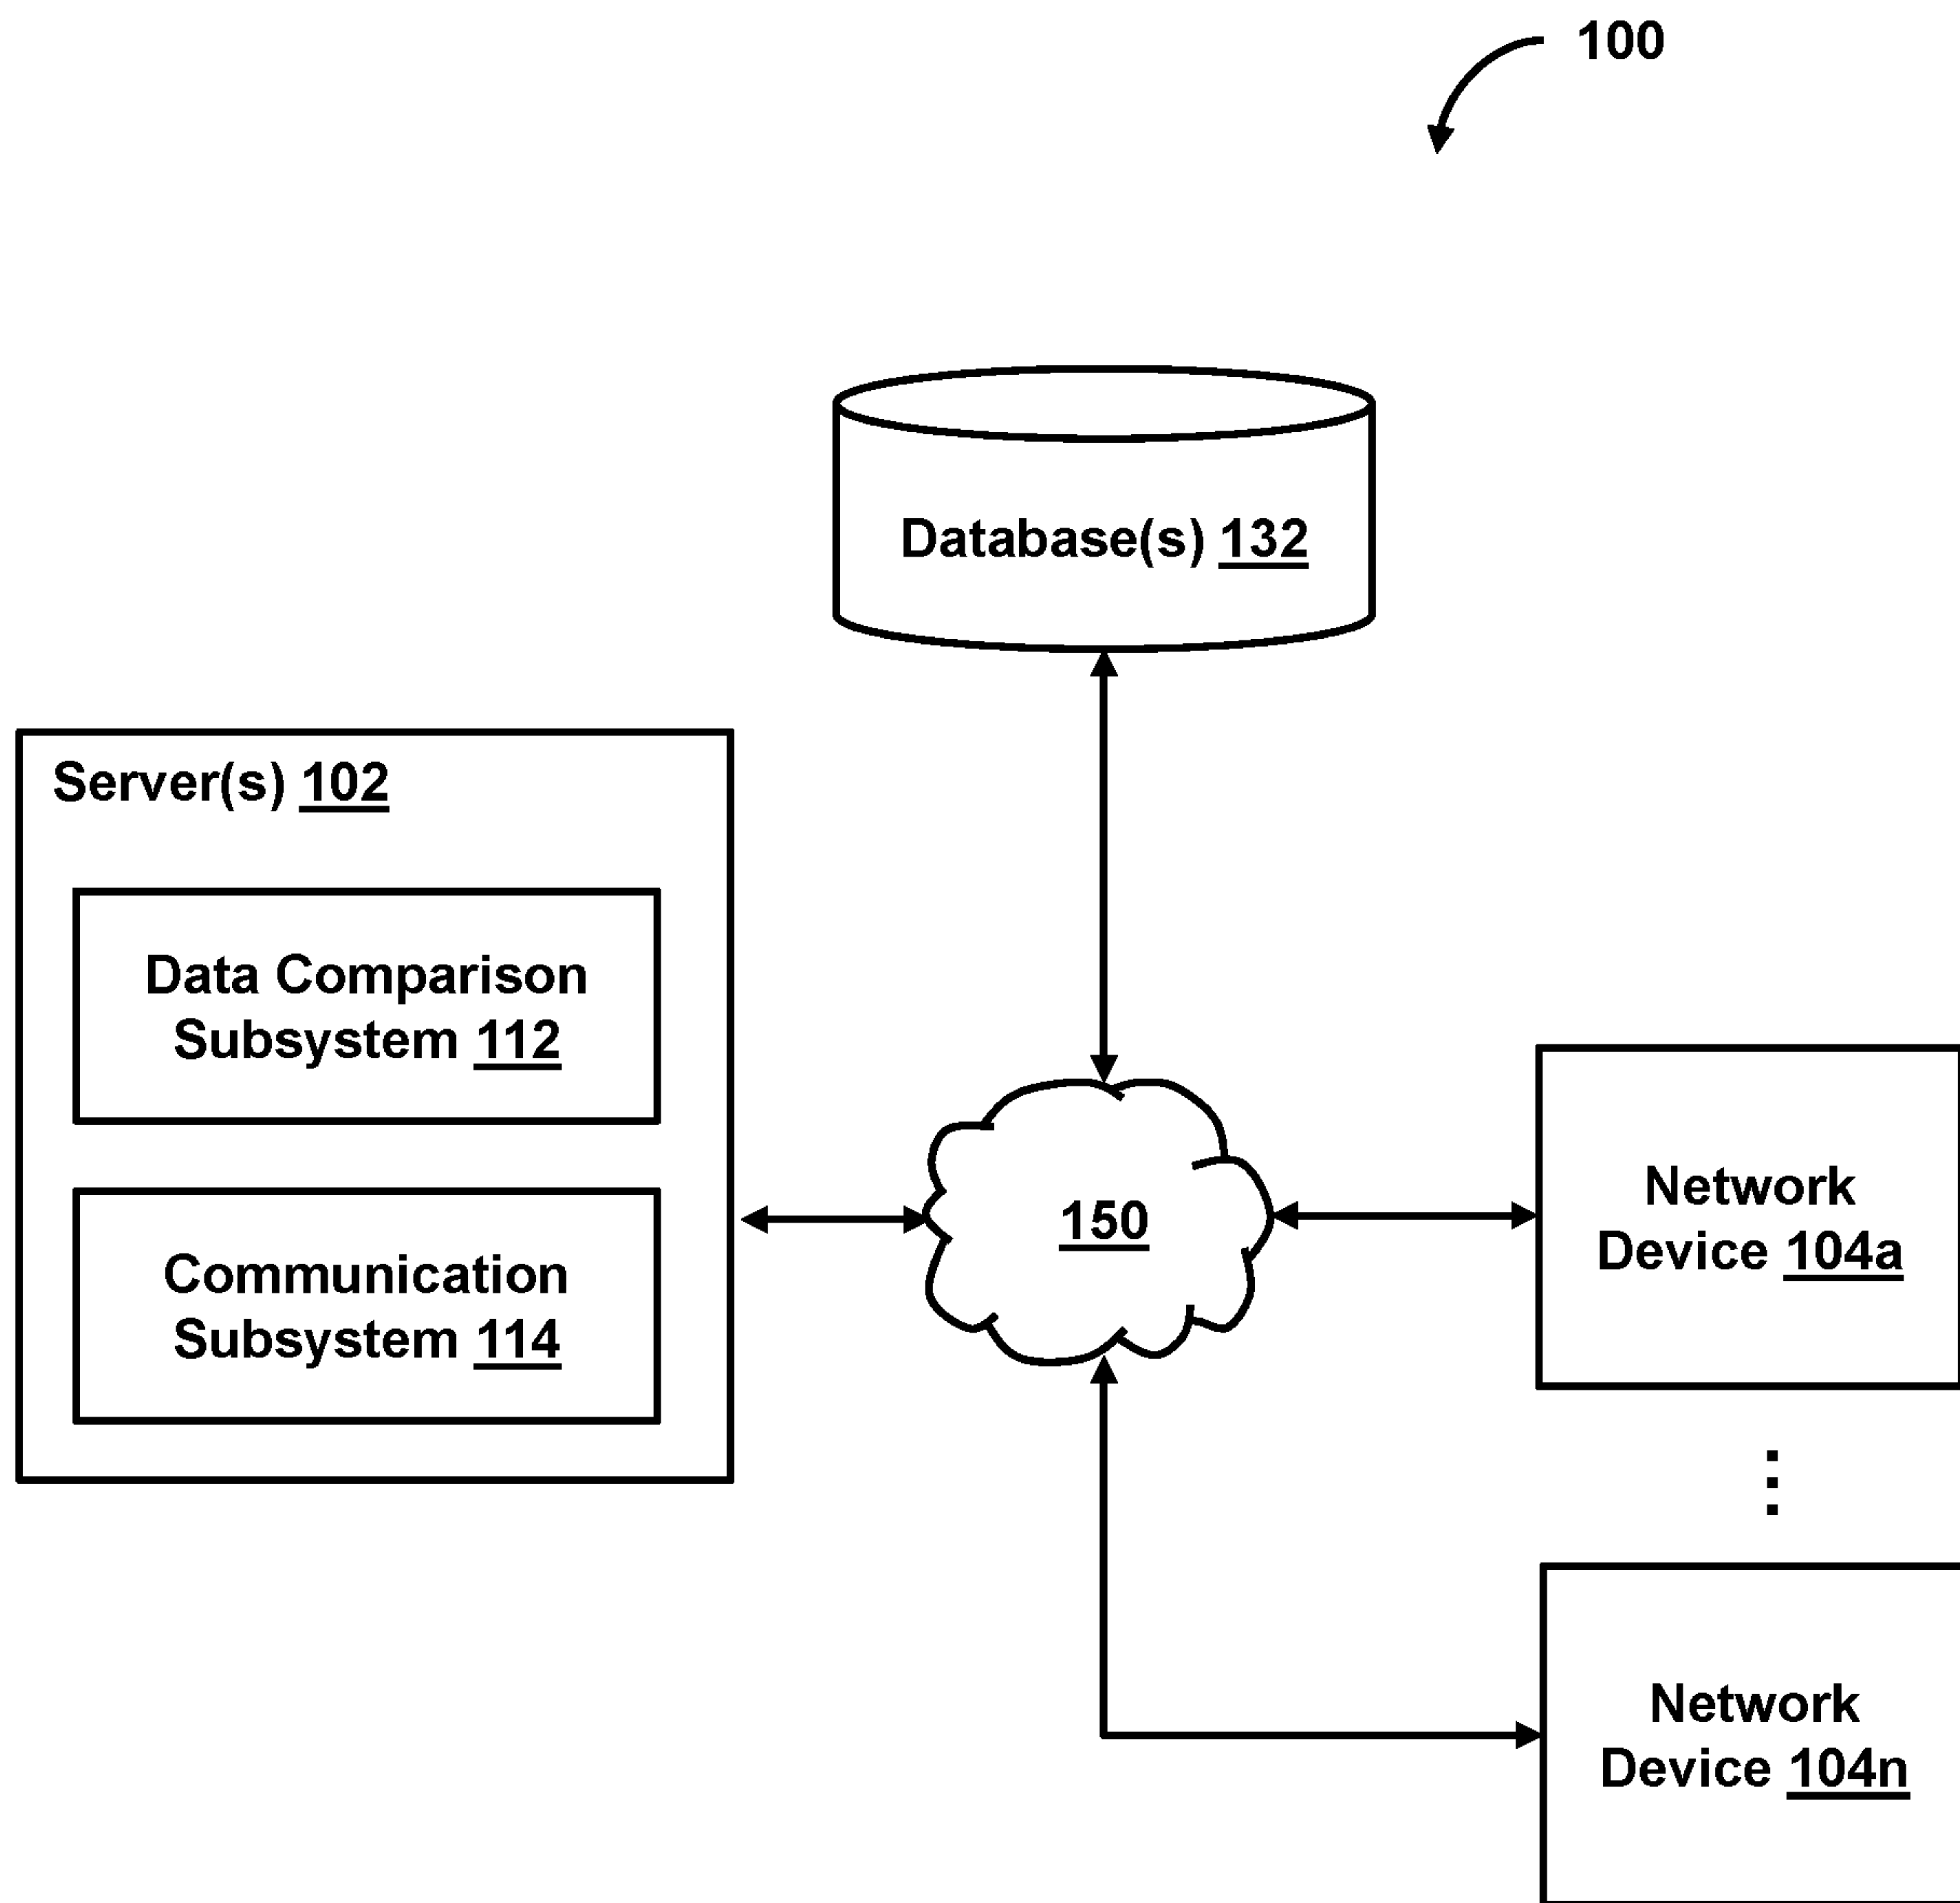 100
Database(s) 132
Server(s) 102
Data Comparison
Subsystem 112
Communication
Subsystem 114
150
Network
Device 104a
Network
Device 104n